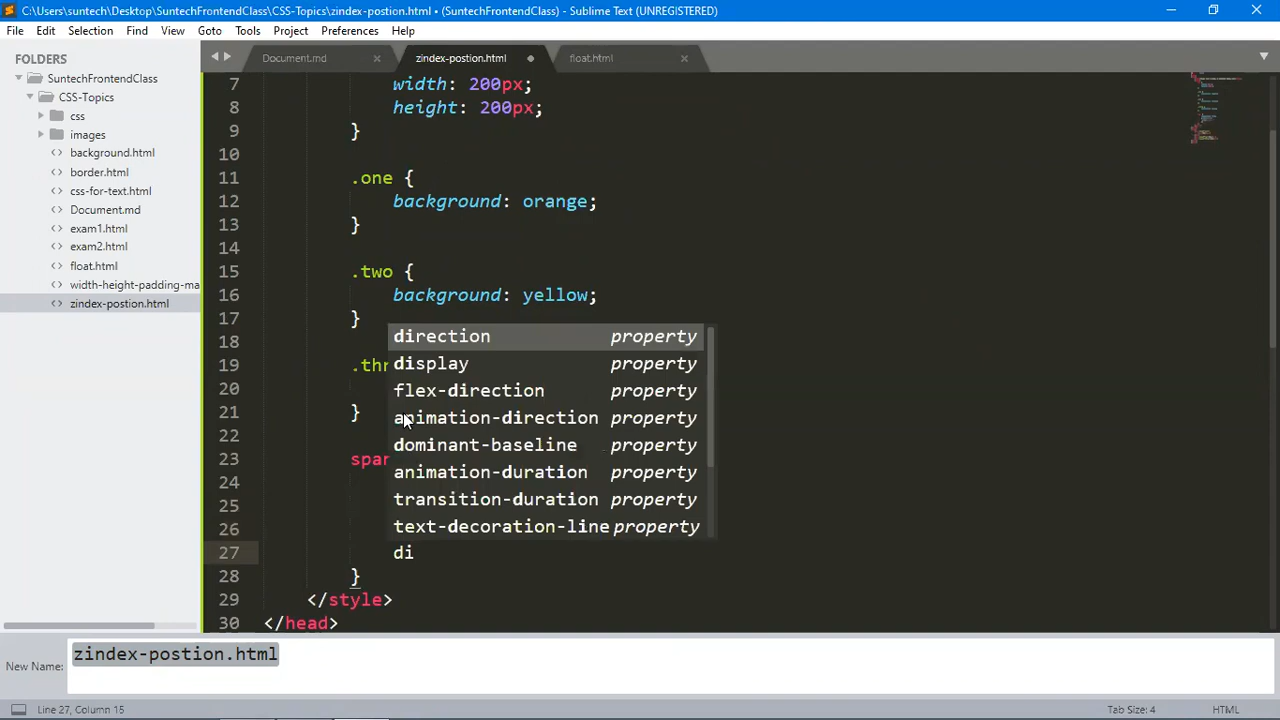 C:\Users\suntech\Desktop\SuntechFrontendClass\CSS-Topics\zindex-postion.html • (SuntechFrontendClass) - Sublime Text (UNREGISTERED)
File Edit Selection Find View Goto Tools Project Preferences Help
FOLDERS
SuntechFrontendClass
CSS-Topics
css
images
background.html
border.html
css-for-text.html
Document.md
exam1.html
exam2.html
float.html
width-height-padding-ma
zindex-postion.html
Document.md zindex-postion.html float.html
7 width: 200px;
8 height: 200px;
9 }
10
11 .one {
12 background: orange;
13 }
14
15 .two {
16 background: yellow;
17 }
18
19 .thr
20
21 }
22
23 span
24
25
26
27 di
28 }
29 </style>
30 </head>
direction property
display property
flex-direction property
animation-direction property
dominant-baseline property
animation-duration property
transition-duration property
text-decoration-line property
New Name: zindex-postion.html
Line 27, Column 15 Tab Size: 4 HTML